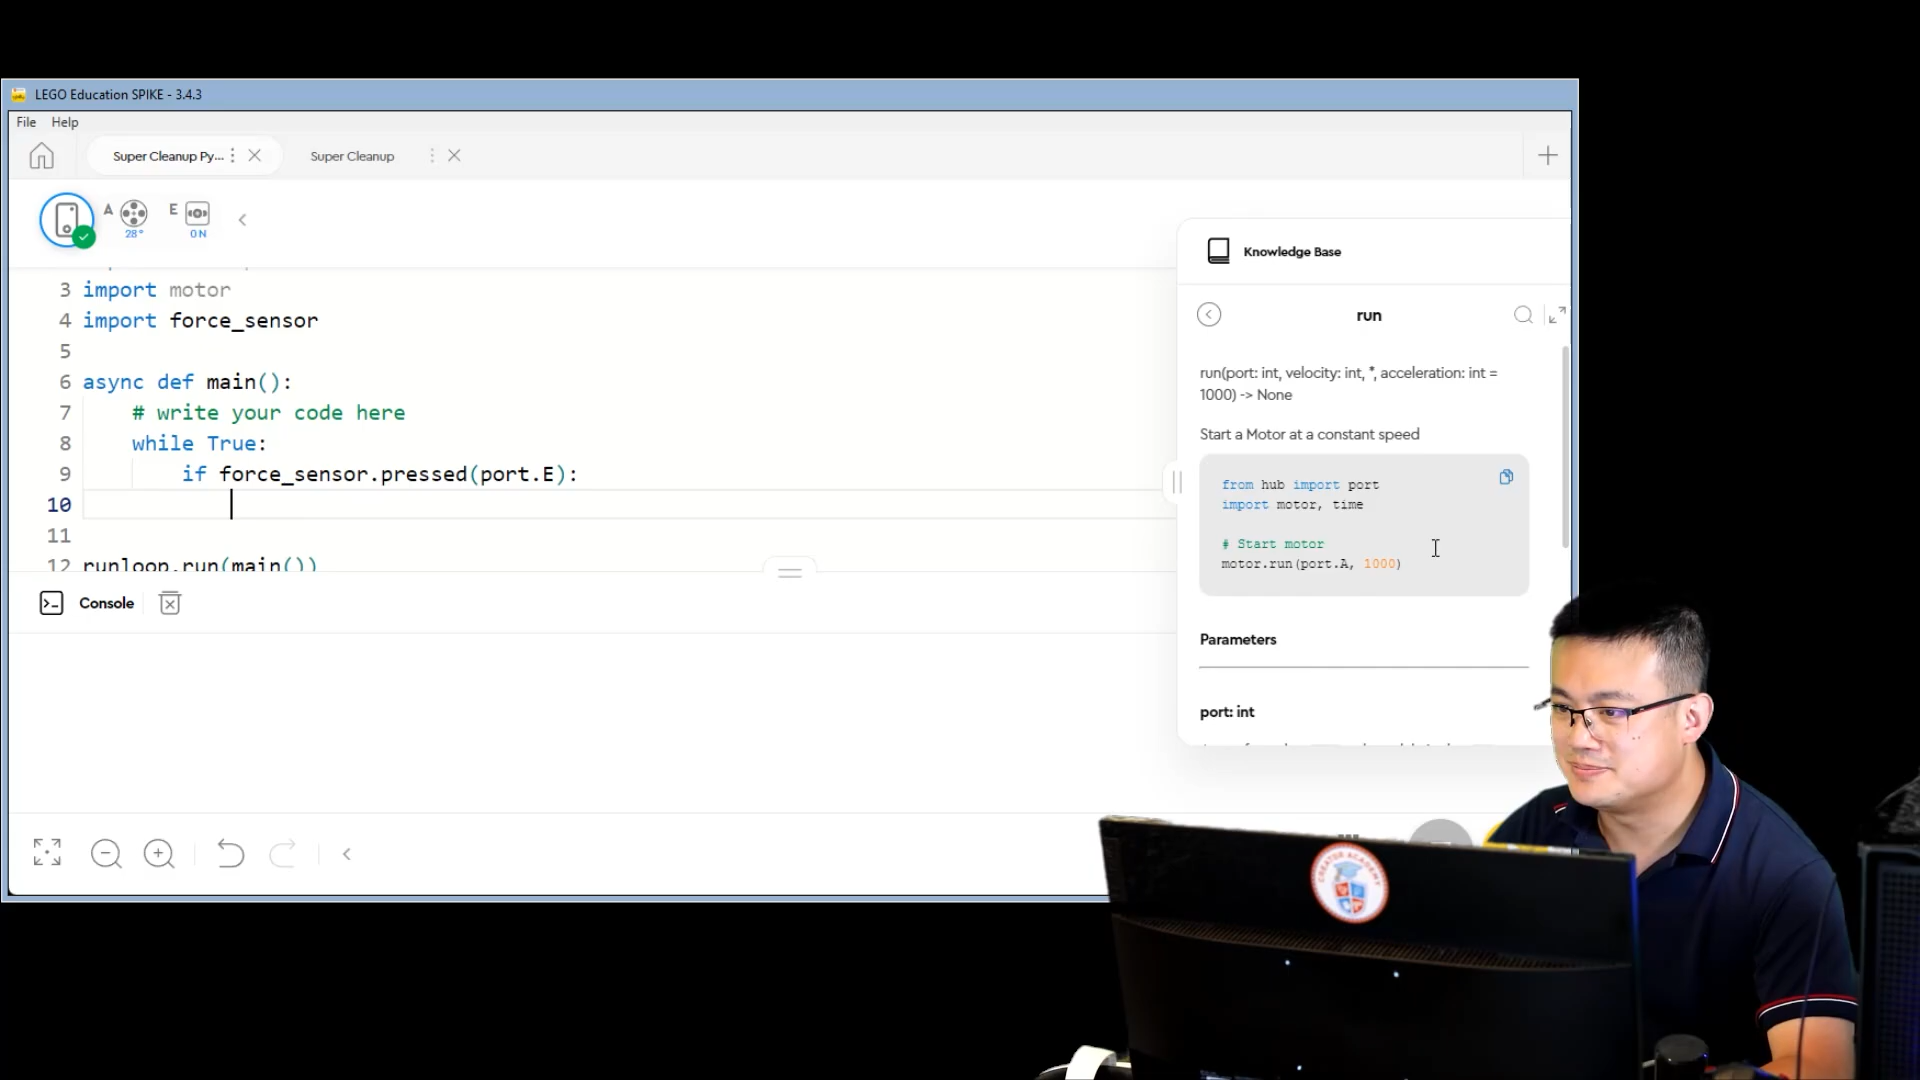 LEGO Education SPIKE - 3.4.3
File Help
Super Cleanup Py...
Super Cleanup
A
28°
E
ON
3 import motor
4 import force_sensor
5
6 async def main():
7 # write your code here
8 while True:
9 if force_sensor.pressed(port.E):
10
11
12 runloop.run(main())
Console
Knowledge Base
run
run(port: int, velocity: int, *, acceleration: int =
1000) -> None
Start a Motor at a constant speed
from hub import port
import motor, time
# Start motor
motor.run(port.A, 1000)
Parameters
port: int
CREATOR ACADEMY